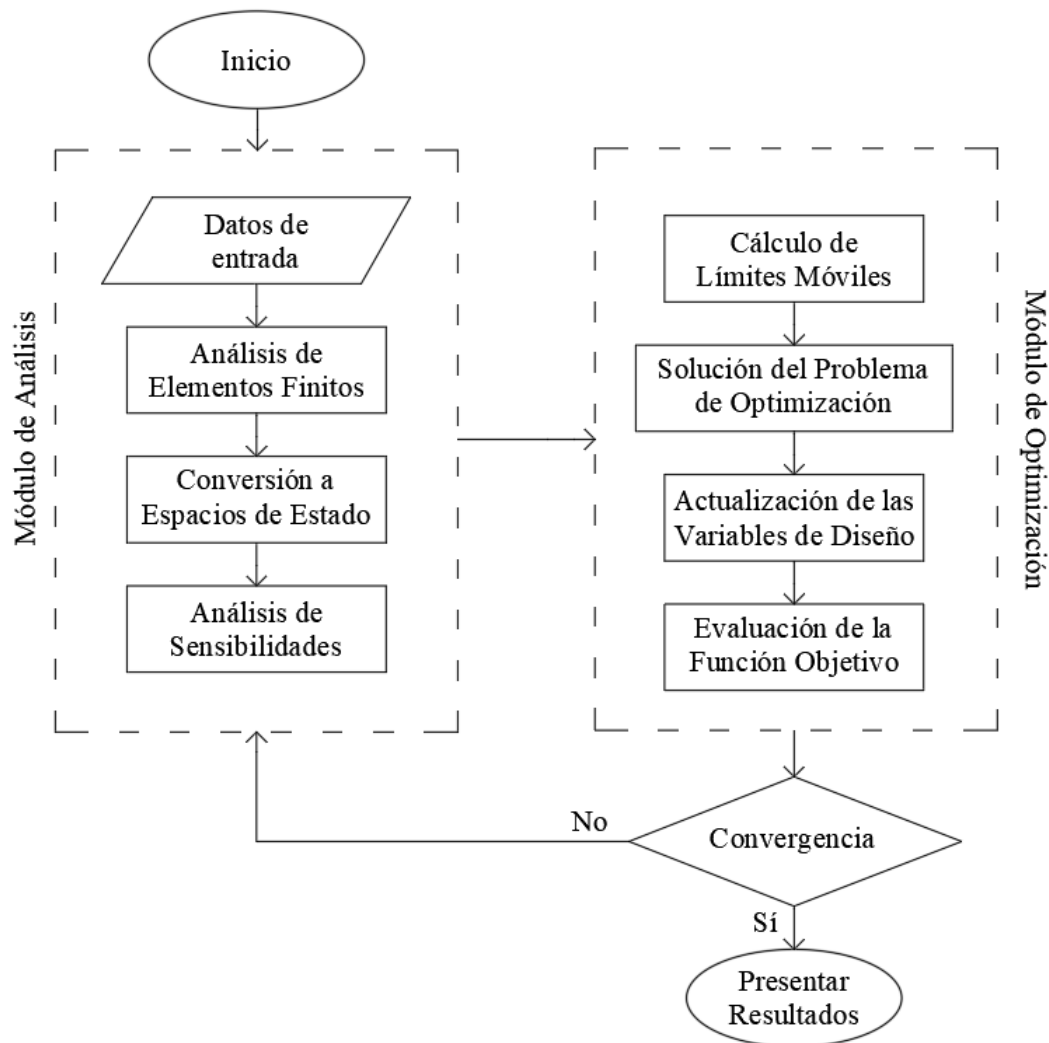 Inicio
Módulo de Análisis
Datos de
entrada
Análisis de
Elementos Finitos
Conversión a
Espacios de Estado
Análisis de
Sensibilidades
Cálculo de
Límites Móviles
Solución del Problema
de Optimización
Actualización de las
Variables de Diseño
Evaluación de la
Función Objetivo
Módulo de Optimización
Convergencia
No
Sí
Presentar
Resultados